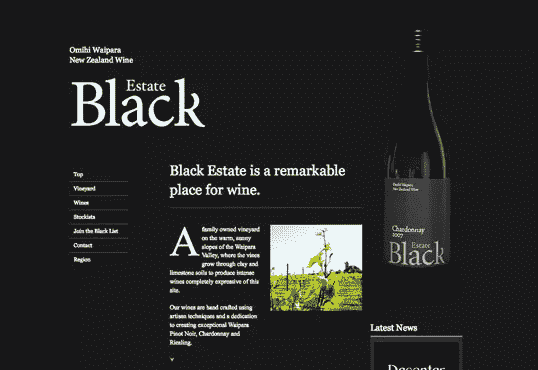 Omihi Waipara
New Zealand Wine
Estate
Black
Top
Vineyard
Wines
Stockists
Join the Black List
Contact
Region
Black Estate is a remarkable
place for wine.
A family owned vineyard
on the warm, sunny
slopes of the Waipara
Valley, where the vines
grow through clay and
limestone soils to produce intense
wines completely expressive of this
site.
Our wines are hand crafted using
artisan techniques and a dedication
to creating exceptional Waipara
Pinot Noir, Chardonnay and
Riesling.
Omihi Waipara
New Zealand Wine
Chardonnay
2007
Estate
Black
Latest News